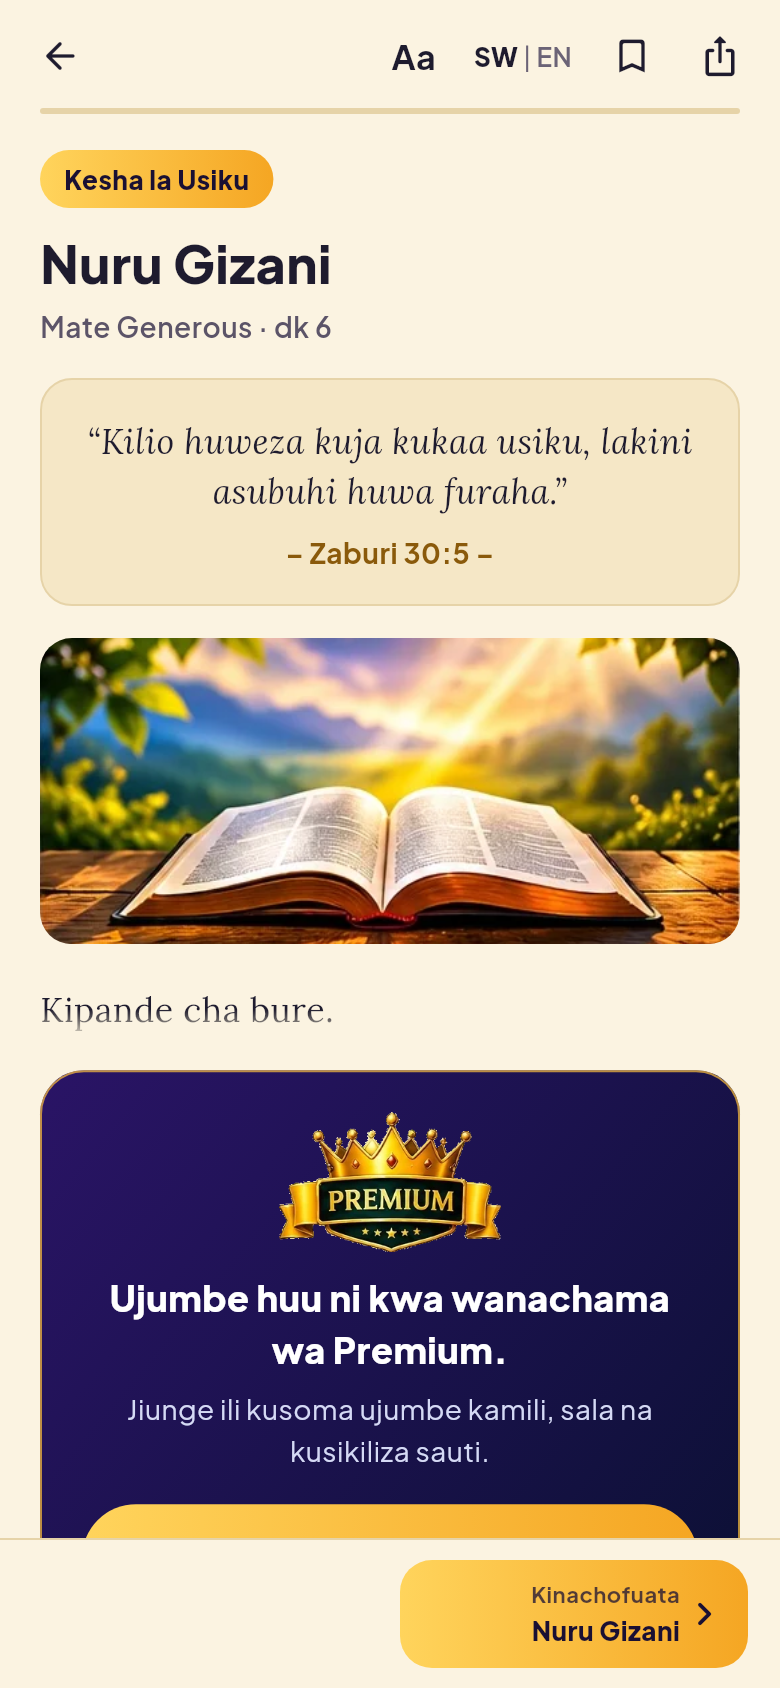 Aa SW | EN
Kesha la Usiku
Nuru Gizani
Mate Generous · dk 6
“Kilio huweza kuja kukaa usiku, lakini
asubuhi huwa furaha.”
– Zaburi 30:5 –
Kipande cha bure.
PREMIUM
Ujumbe huu ni kwa wanachama
wa Premium.
Jiunge ili kusoma ujumbe kamili, sala na
kusikiliza sauti.
Kinachofuata
Nuru Gizani